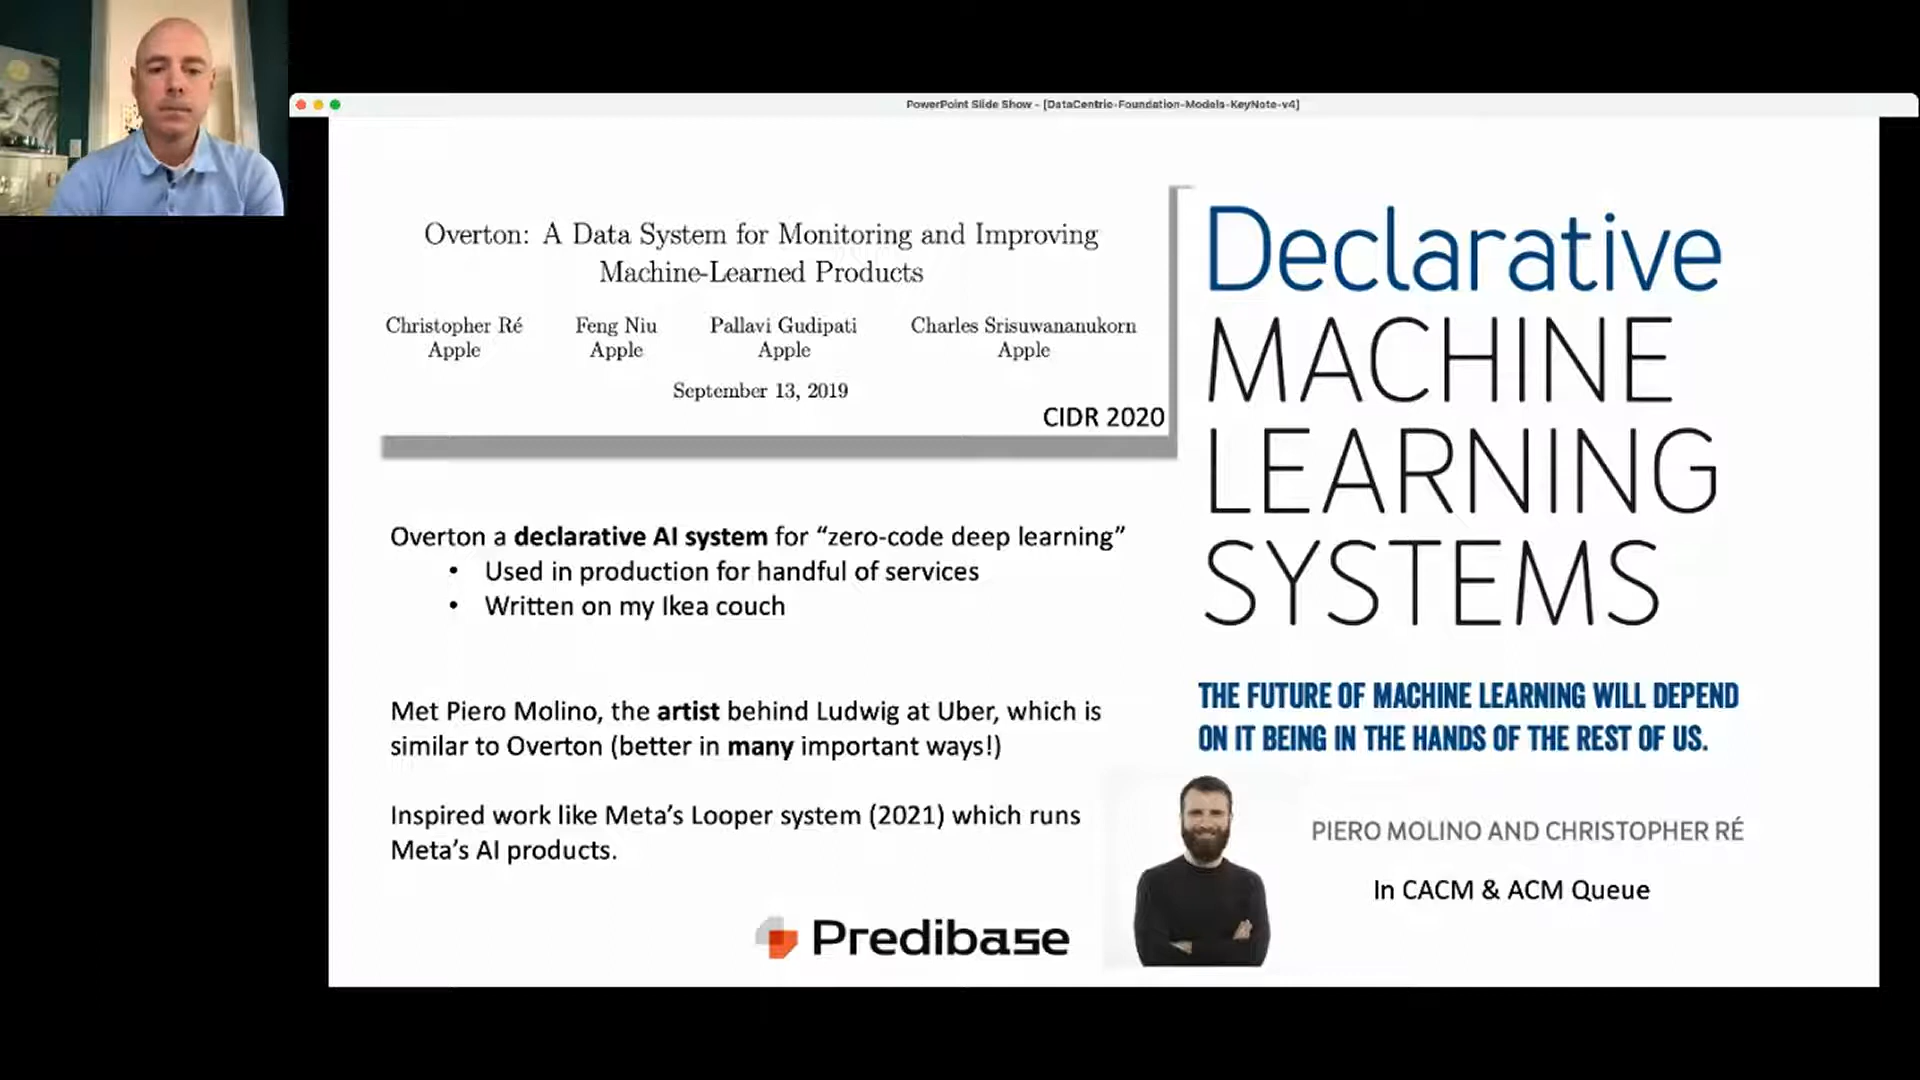 PowerPoint Slide Show - [DataCentric-Foundation-Models-KeyNote-v4]
Overton: A Data System for Monitoring and Improving
Machine-Learned Products
Christopher Ré Feng Niu Pallavi Gudipati Charles Srisuwananukorn
Apple Apple Apple Apple
September 13, 2019
CIDR 2020
Overton a declarative AI system for “zero-code deep learning”
• Used in production for handful of services
• Written on my Ikea couch
Met Piero Molino, the artist behind Ludwig at Uber, which is
similar to Overton (better in many important ways!)
Inspired work like Meta’s Looper system (2021) which runs
Meta’s AI products.
Predibase
Declarative
MACHINE
LEARNING
SYSTEMS
THE FUTURE OF MACHINE LEARNING WILL DEPEND
ON IT BEING IN THE HANDS OF THE REST OF US.
PIERO MOLINO AND CHRISTOPHER RÉ
In CACM & ACM Queue